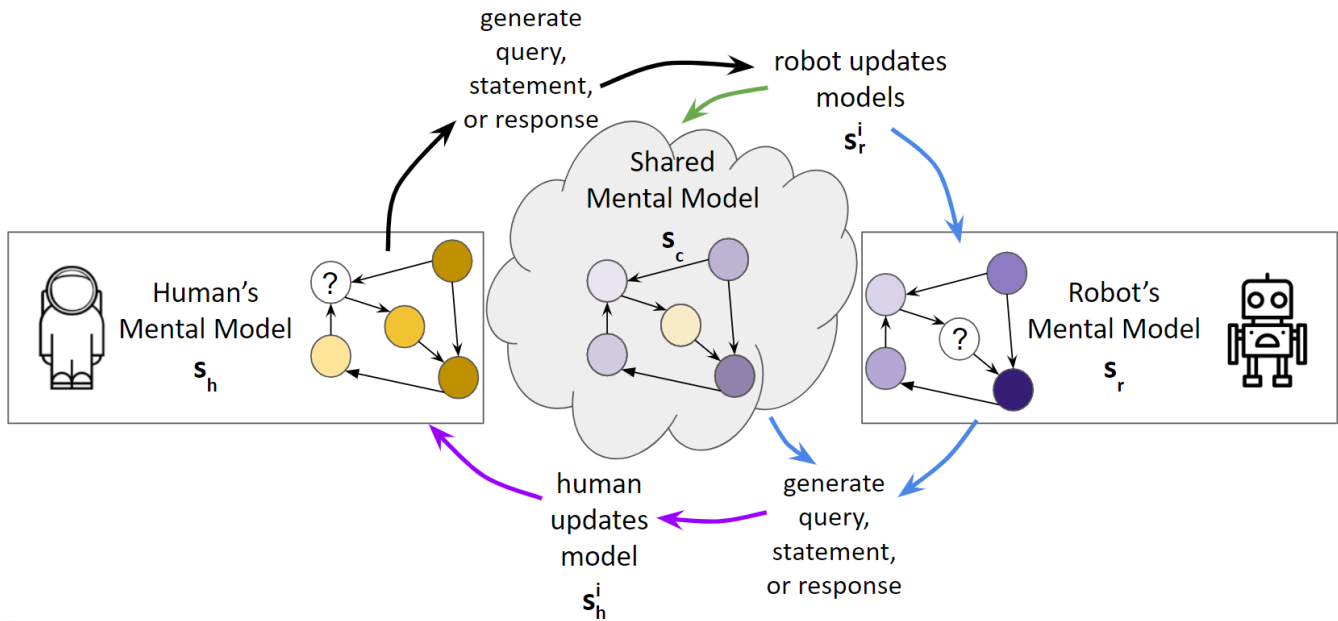 generate
query,
statement,
or response
robot updates
models
s_r^i
Shared
Mental Model
s_c
Human's
Mental Model
s_h
?
?
Robot's
Mental Model
s_r
human
updates
model
s_h^i
generate
query,
statement,
or response